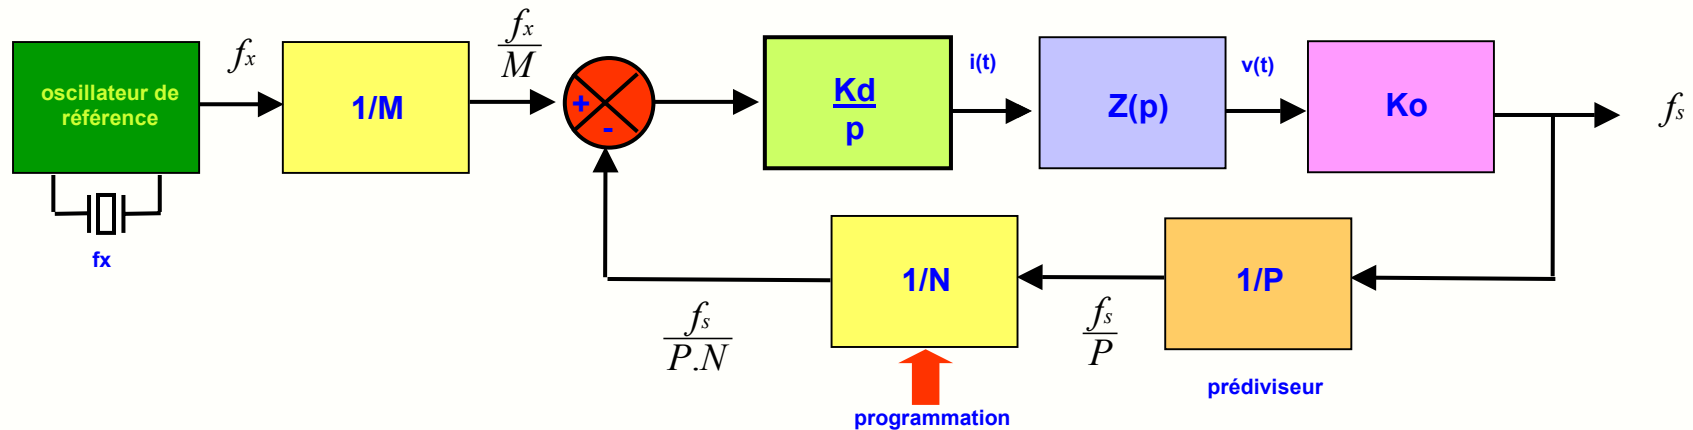 oscillateur de
référence
fx
fx
1/M
fx
M
+
-
Kd
p
i(t)
Z(p)
v(t)
Ko
fs
1/N
1/P
fs
P.N
fs
P
programmation
prédiviseur